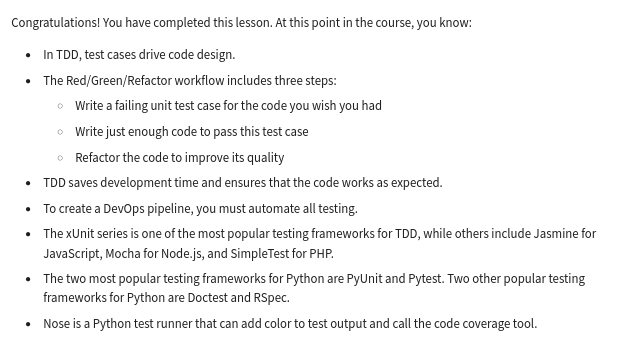 Congratulations! You have completed this lesson. At this point in the course, you know:
In TDD, test cases drive code design.
The Red/Green/Refactor workflow includes three steps:
Write a failing unit test case for the code you wish you had
Write just enough code to pass this test case
Refactor the code to improve its quality
TDD saves development time and ensures that the code works as expected.
To create a DevOps pipeline, you must automate all testing.
The xUnit series is one of the most popular testing frameworks for TDD, while others include Jasmine for
JavaScript, Mocha for Node.js, and SimpleTest for PHP.
The two most popular testing frameworks for Python are PyUnit and Pytest. Two other popular testing
frameworks for Python are Doctest and RSpec.
Nose is a Python test runner that can add color to test output and call the code coverage tool.